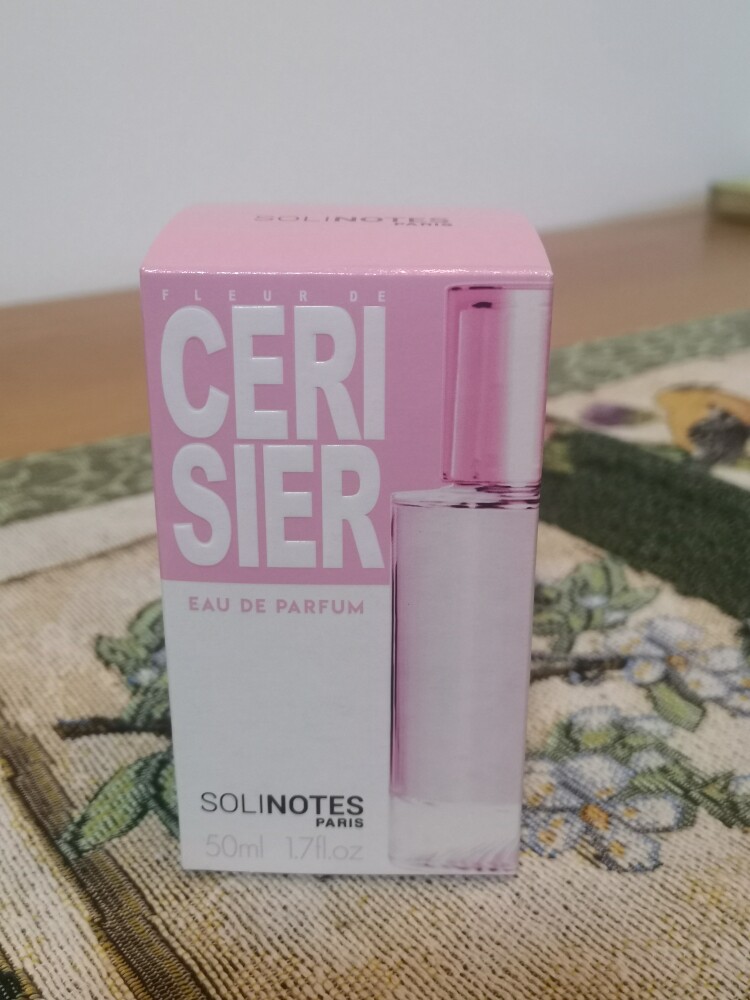 SOLINOTES
PARIS
FLEUR DE
CERI
SIER
EAU DE PARFUM
SOLINOTES
PARIS
50ml 1.7fl.oz